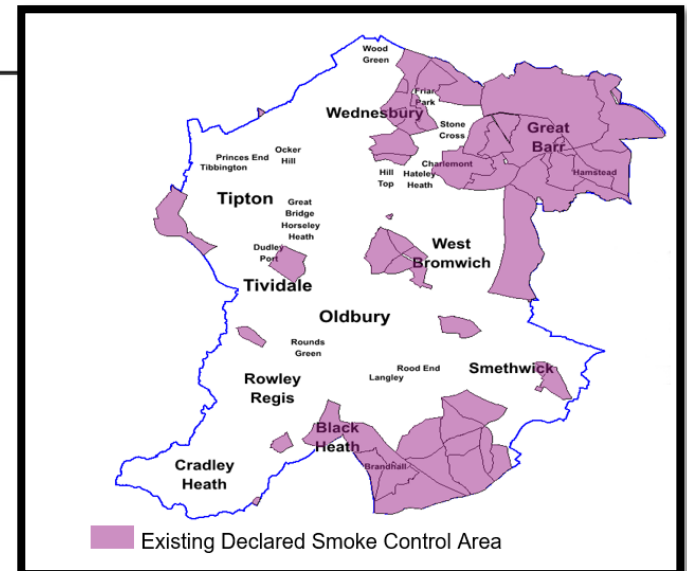 Wood
Green
Friar
Park
Wednesbury
Stone
Cross
Great
Barr
Ocker
Hill
Princes End
Tibbington
Charlemont
Hill
Top
Hateley
Heath
Hamstead
Tipton
Great
Bridge
Horseley
Heath
Dudley
Port
West
Bromwich
Tividale
Oldbury
Rounds
Green
Rood End
Langley
Smethwick
Rowley
Regis
Black
Heath
Brandhall
Cradley
Heath
Existing Declared Smoke Control Area